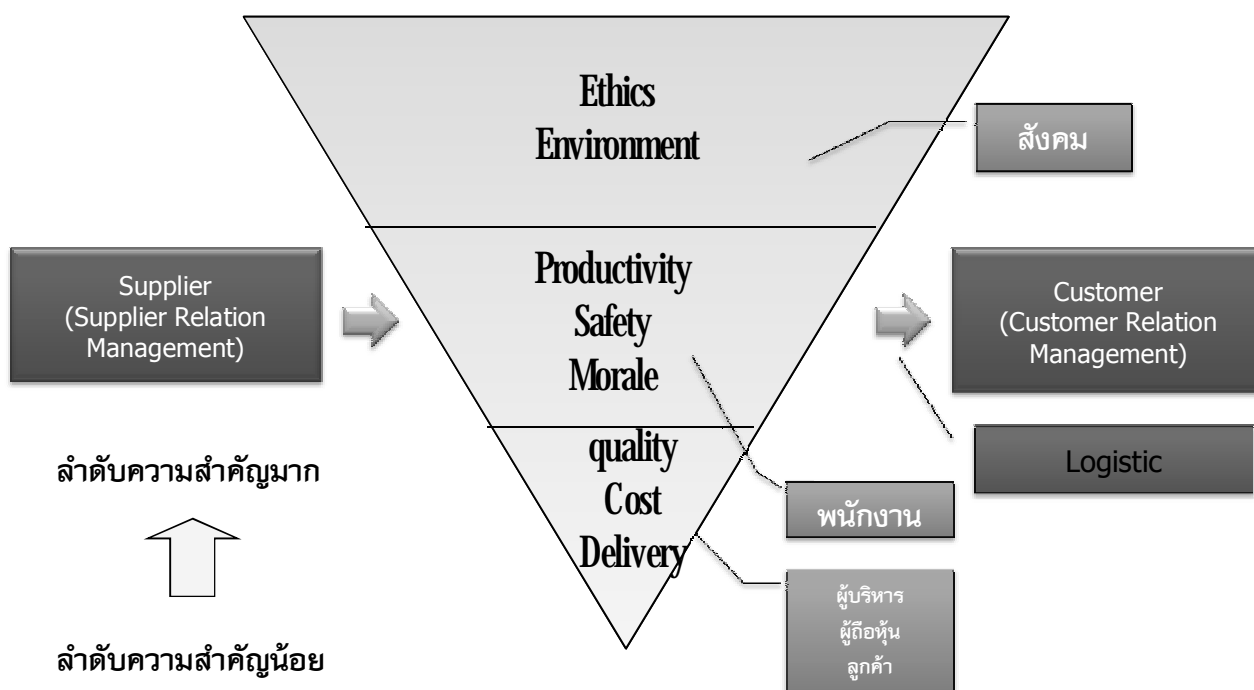 Ethics
Environment
สังคม
Supplier
(Supplier Relation
Management)
Productivity
Safety
Morale
Customer
(Customer Relation
Management)
ลำดับความสำคัญมาก
quality
Cost
Delivery
Logistic
พนักงาน
ผู้บริหาร
ผู้ถือหุ้น
ลูกค้า
ลำดับความสำคัญน้อย